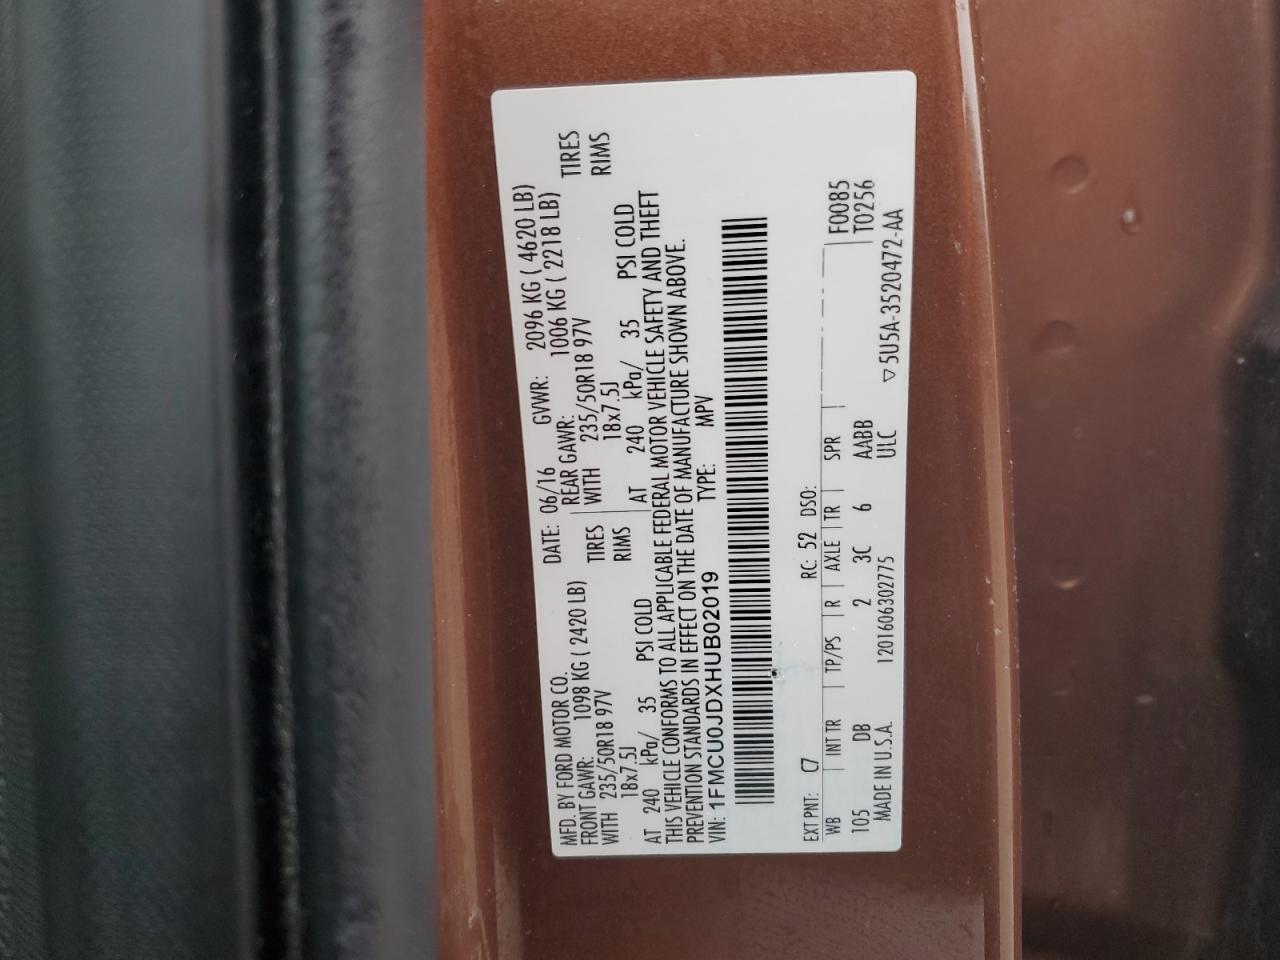 MFD. BY FORD MOTOR CO. DATE: 06/16 GVWR: 2096 KG ( 4620 LB)
FRONT GAWR: 1098 KG ( 2420 LB) REAR GAWR: 1006 KG ( 2218 LB)
WITH 235/50R18 97V TIRES WITH 235/50R18 97V TIRES
18x7.5J RIMS 18x7.5J RIMS
AT 240 kPa/ 35 PSI COLD AT 240 kPa/ 35 PSI COLD
THIS VEHICLE CONFORMS TO ALL APPLICABLE FEDERAL MOTOR VEHICLE SAFETY AND THEFT
PREVENTION STANDARDS IN EFFECT ON THE DATE OF MANUFACTURE SHOWN ABOVE.
VIN: 1FMCU0JDXHUB02019 TYPE: MPV
EXT PNT: C7 RC: 52 DSO:
WB INT TR TP/PS R AXLE TR SPR F0085
105 DB 2 3C 6 AABB T0256
MADE IN U.S.A. 1201606302775 ULC ▽ 5U5A-3520472-AA